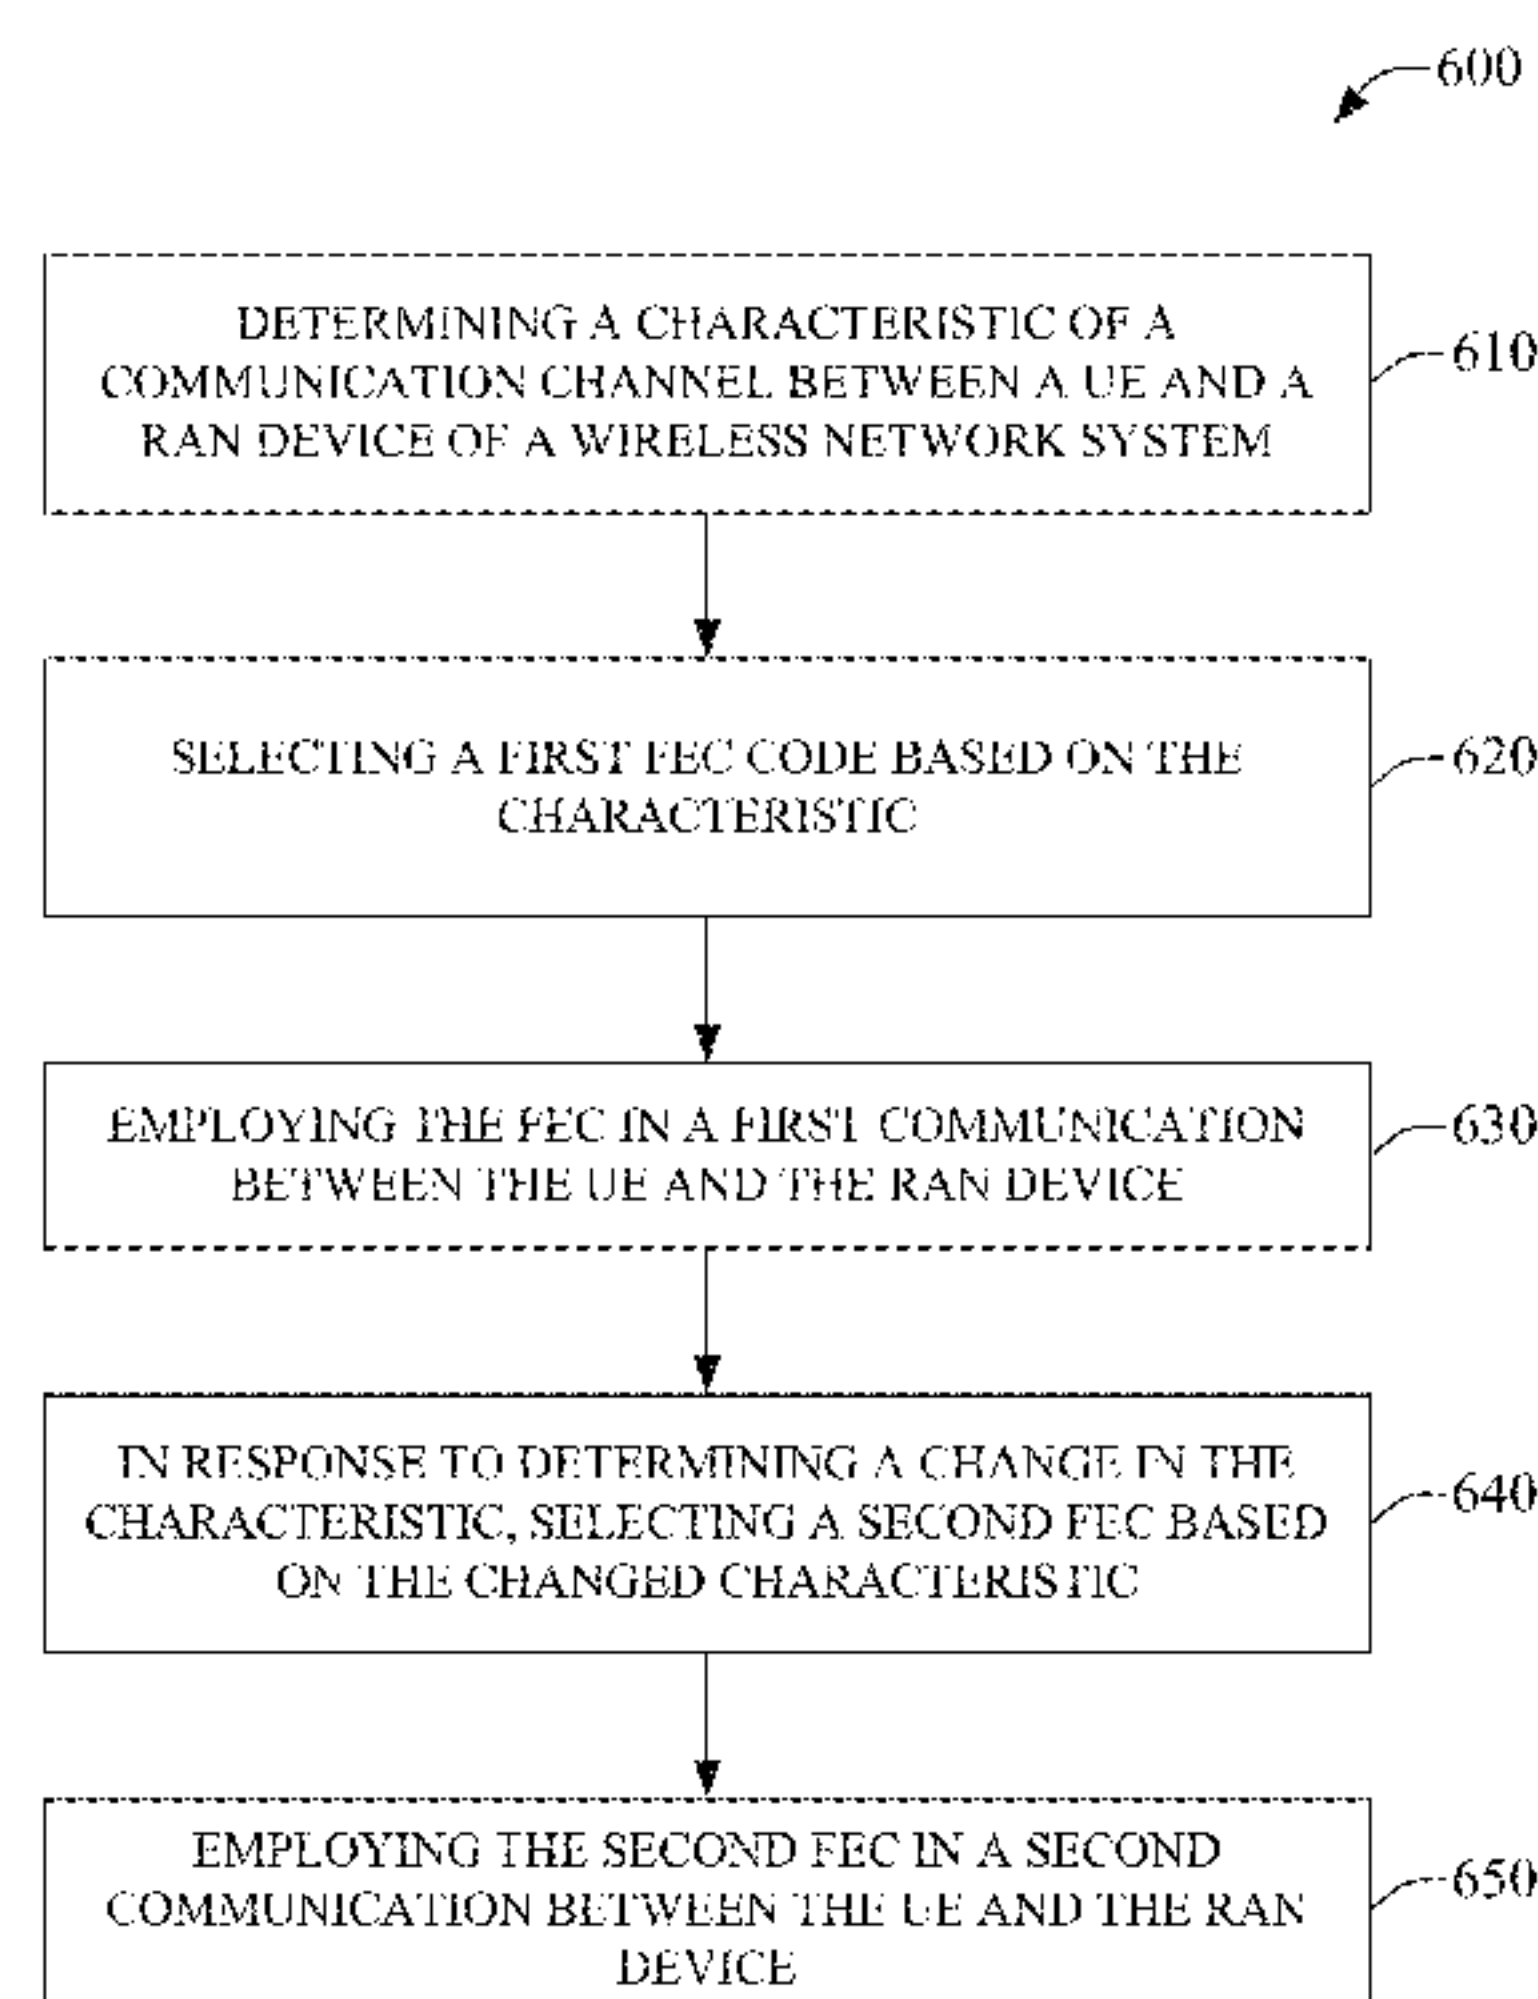 600
DETERMINING A CHARACTERISTIC OF A
COMMUNICATION CHANNEL BETWEEN A UE AND A
RAN DEVICE OF A WIRELESS NETWORK SYSTEM
610
SELECTING A FIRST FEC CODE BASED ON THE
CHARACTERISTIC
620
EMPLOYING THE FEC IN A FIRST COMMUNICATION
BETWEEN THE UE AND THE RAN DEVICE
630
IN RESPONSE TO DETERMINING A CHANGE IN THE
CHARACTERISTIC, SELECTING A SECOND FEC BASED
ON THE CHANGED CHARACTERISTIC
640
EMPLOYING THE SECOND FEC IN A SECOND
COMMUNICATION BETWEEN THE UE AND THE RAN
DEVICE
650